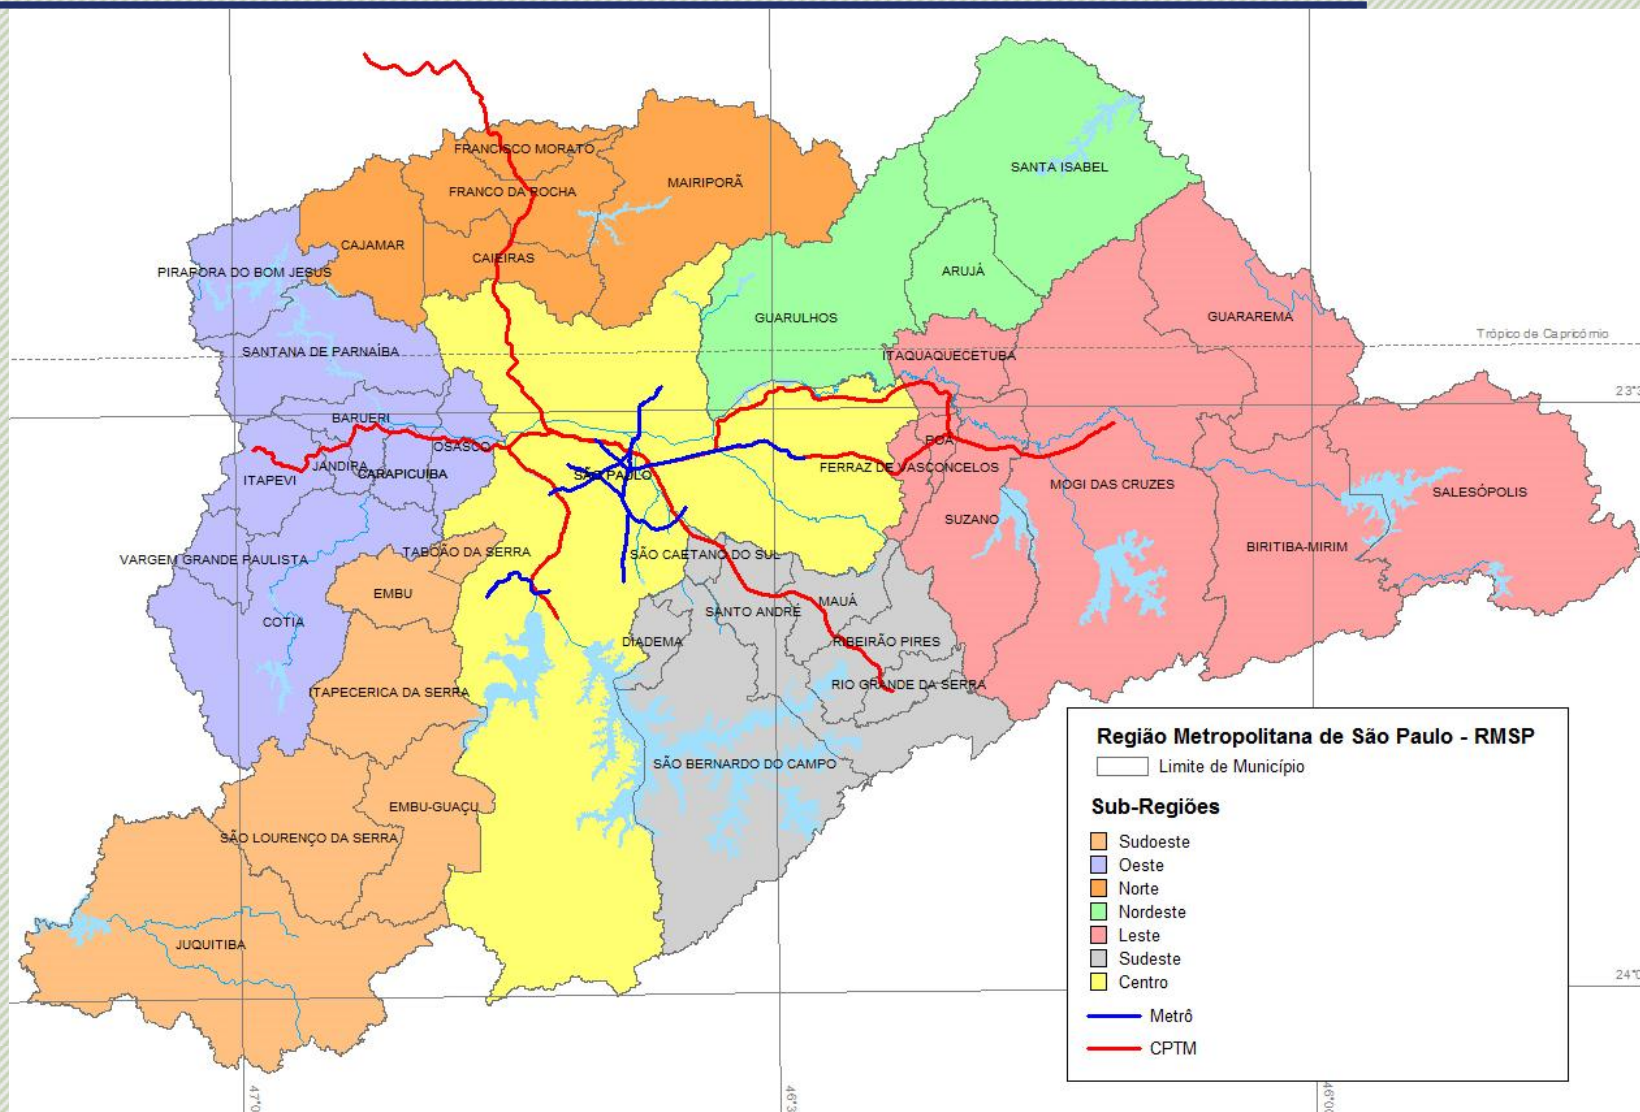 FRANCISCO MORATO
FRANCO DA ROCHA
MAIRIPORÃ
SANTA ISABEL
CAJAMAR
CAIEIRAS
PIRAPORA DO BOM JESUS
ARUJÁ
GUARULHOS
GUARAREMA
SANTANA DE PARNAÍBA
ITAQUAQUECETUBA
Trópico de Capricórnio
BARUERI
OSASCO
POÁ
ITAPEVI
JANDIRA
CARAPICUÍBA
SÃO PAULO
FERRAZ DE VASCONCELOS
MOGI DAS CRUZES
SALESÓPOLIS
SUZANO
BIRITIBA-MIRIM
VARGEM GRANDE PAULISTA
TABOÃO DA SERRA
SÃO CAETANO DO SUL
EMBU
SANTO ANDRÉ
MAUÁ
COTIA
DIADEMA
RIBEIRÃO PIRES
ITAPECERICA DA SERRA
RIO GRANDE DA SERRA
SÃO BERNARDO DO CAMPO
EMBU-GUAÇU
SÃO LOURENÇO DA SERRA
JUQUITIBA
Região Metropolitana de São Paulo - RMSP
Limite de Município
Sub-Regiões
Sudoeste
Oeste
Norte
Nordeste
Leste
Sudeste
Centro
Metrô
CPTM